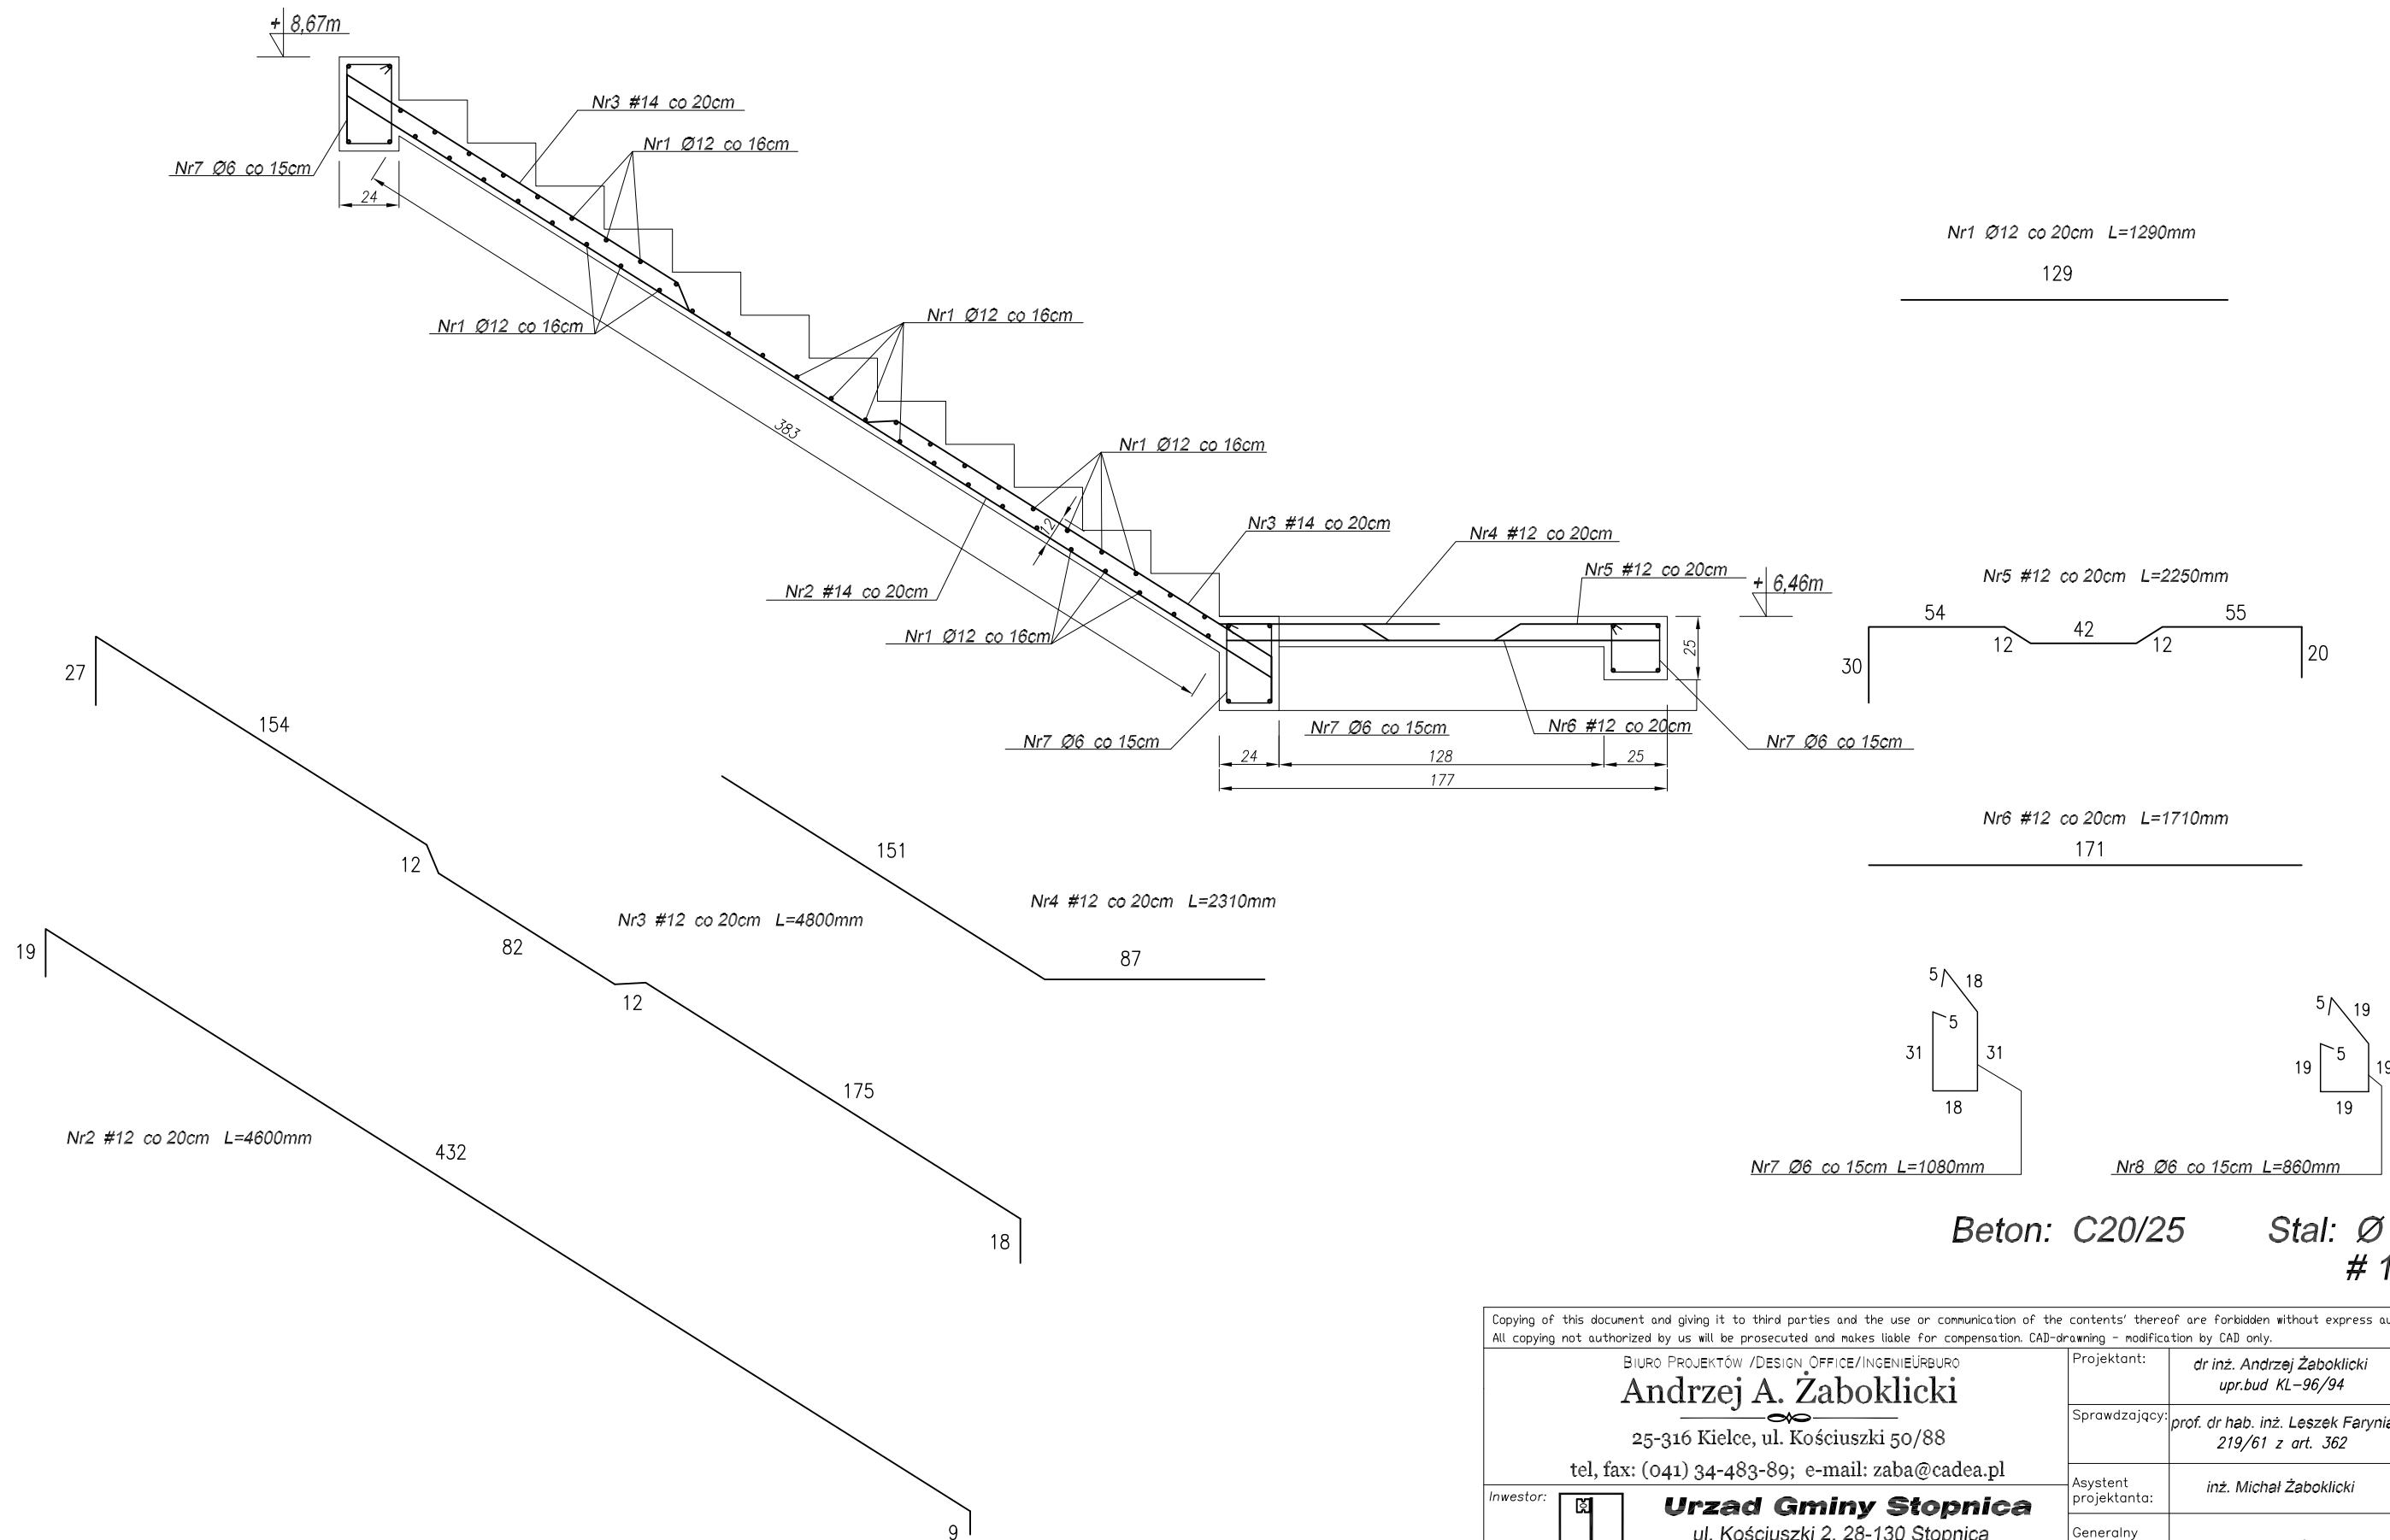 + 8,67m
Nr3 #14 co 20cm
Nr1 Ø12 co 16cm
Nr7 Ø6 co 15cm
24
Nr1 Ø12 co 20cm L=1290mm
129
Nr1 Ø12 co 16cm
Nr1 Ø12 co 16cm
383
Nr1 Ø12 co 16cm
12
Nr3 #14 co 20cm
Nr4 #12 co 20cm
Nr5 #12 co 20cm
+ 6,46m
Nr2 #14 co 20cm
Nr1 Ø12 co 16cm
25
Nr7 Ø6 co 15cm
Nr7 Ø6 co 15cm
Nr6 #12 co 20cm
Nr7 Ø6 co 15cm
24
128
25
177
Nr5 #12 co 20cm L=2250mm
54
55
42
12
12
30
20
Nr6 #12 co 20cm L=1710mm
171
27
154
12
82
12
175
18
Nr3 #12 co 20cm L=4800mm
151
87
Nr4 #12 co 20cm L=2310mm
19
432
9
Nr2 #12 co 20cm L=4600mm
5
18
5
31
31
18
Nr7 Ø6 co 15cm L=1080mm
5
19
5
19
19
19
Nr8 Ø6 co 15cm L=860mm
Beton: C20/25 Stal: Ø
# 1
Copying of this document and giving it to third parties and the use or communication of the contents' thereof are forbidden without express au
All copying not authorized by us will be prosecuted and makes liable for compensation. CAD-drawning - modification by CAD only.
BIURO PROJEKTÓW /DESIGN OFFICE/INGENIEÜRBURO
Andrzej A. Żaboklicki
25-316 Kielce, ul. Kościuszki 50/88
tel, fax: (041) 34-483-89; e-mail: zaba@cadea.pl
Projektant:
dr inż. Andrzej Żaboklicki
upr.bud KL-96/94
Sprawdzający:
prof. dr hab. inż. Leszek Farynia
219/61 z art. 362
Asystent
projektanta:
inż. Michał Żaboklicki
Generalny
Inwestor:
Urzad Gminy Stopnica
ul. Kościuszki 2, 28-130 Stopnica